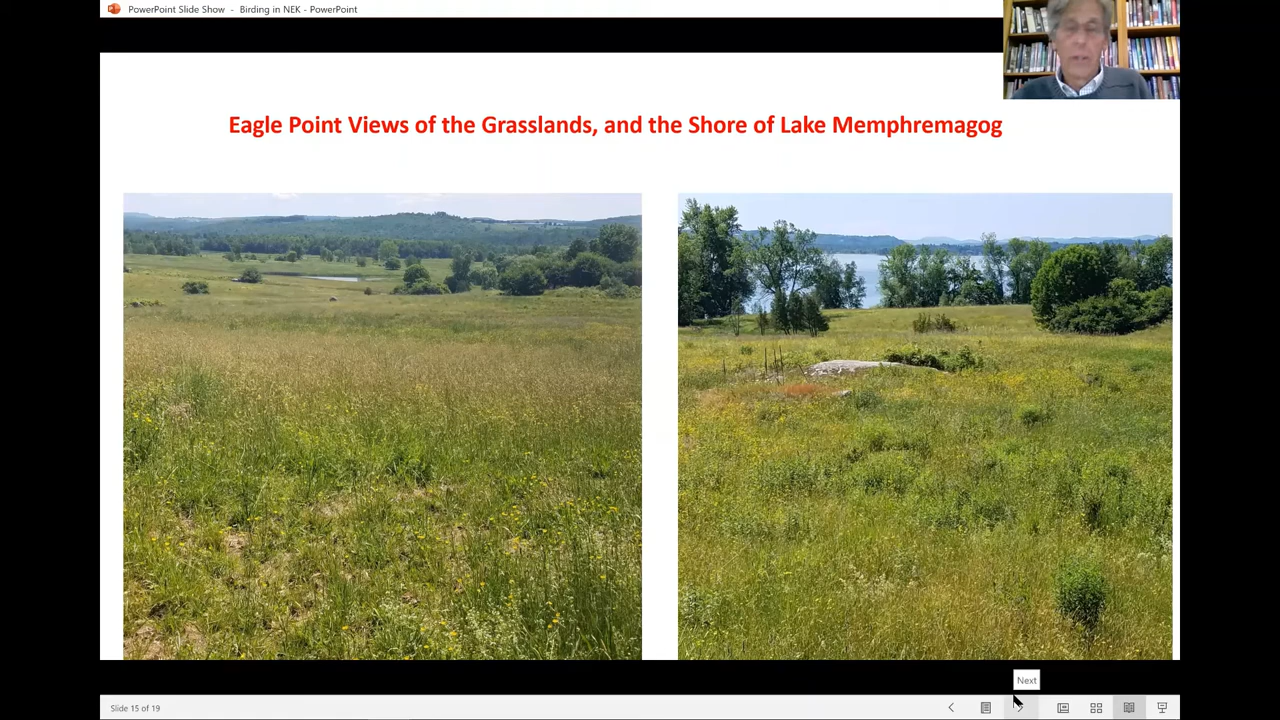 PowerPoint Slide Show - Birding in NEK - PowerPoint
Eagle Point Views of the Grasslands, and the Shore of Lake Memphremagog
Next
Slide 15 of 19